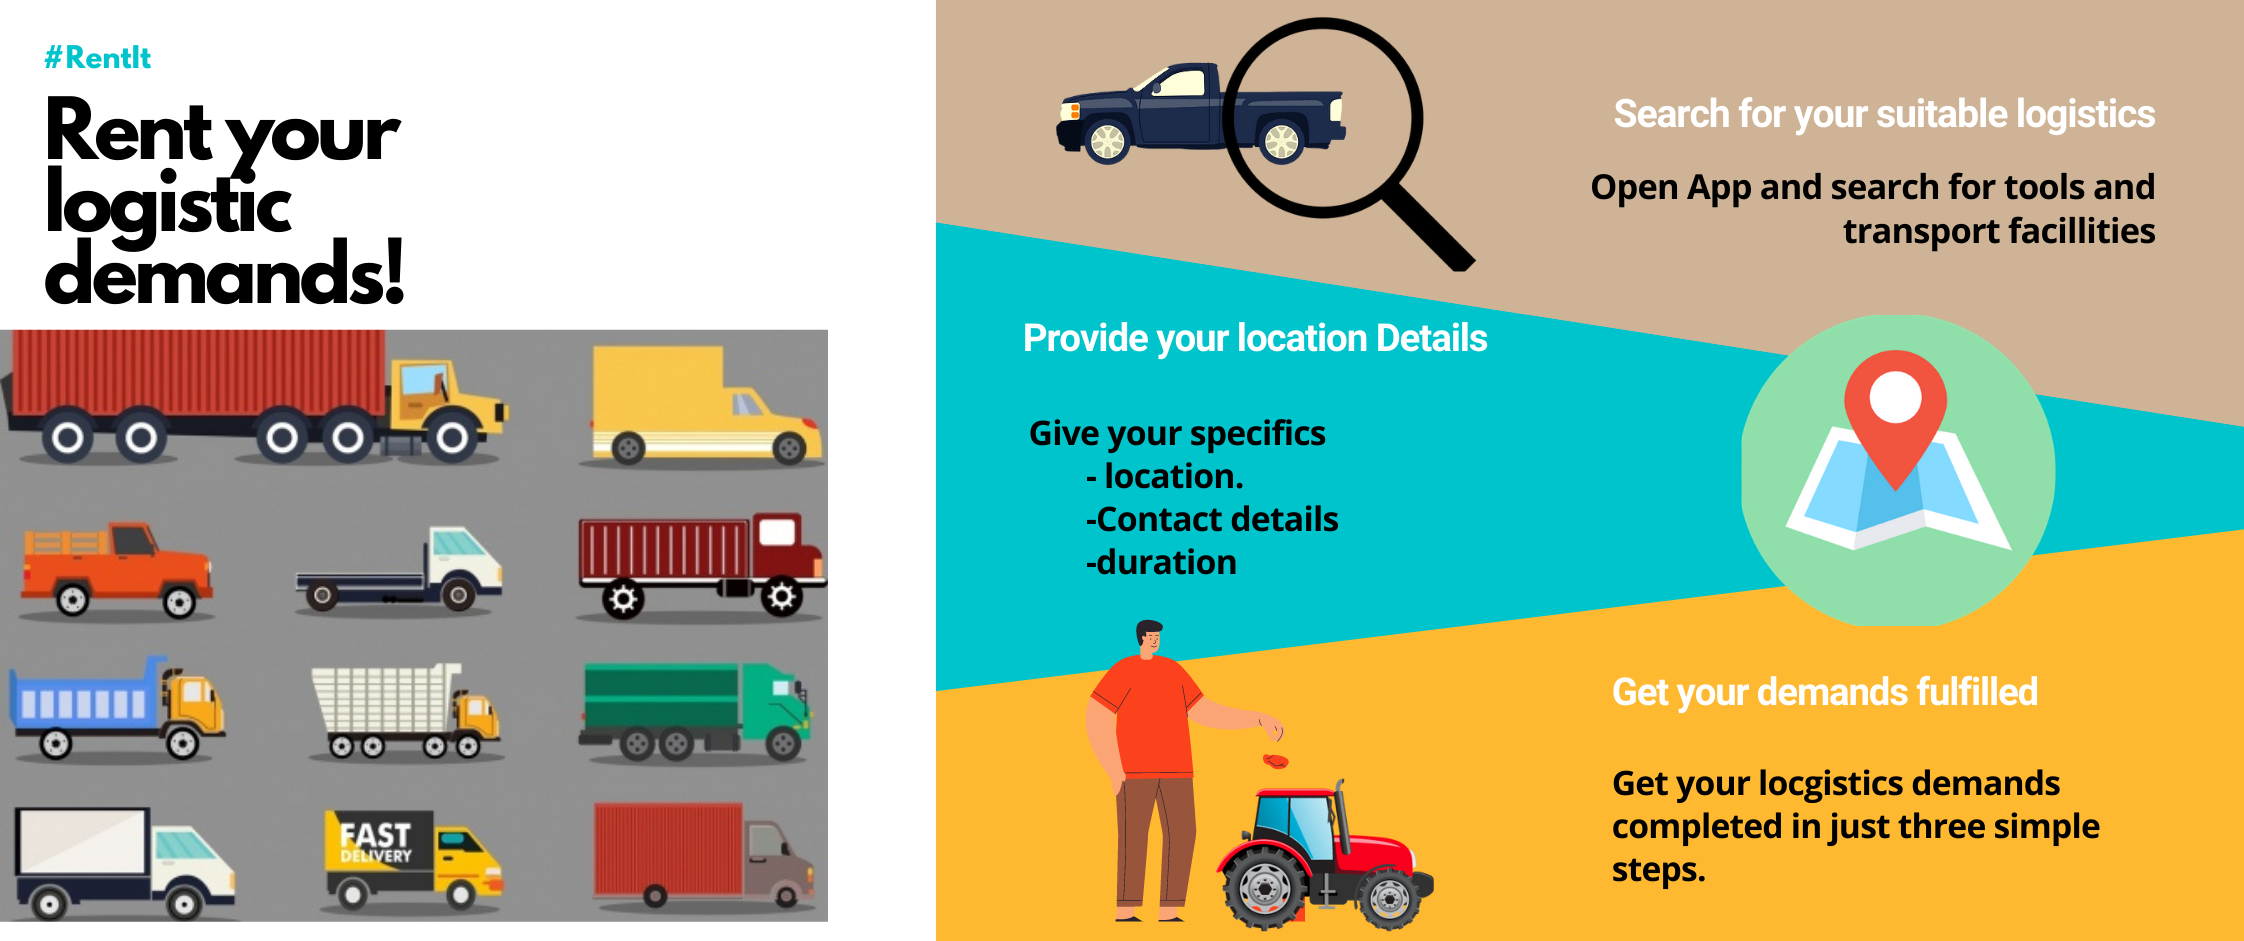 #RentIt
Rent your
logistic
demands!
FAST
DELIVERY
Search for your suitable logistics
Open App and search for tools and
transport facillities
Provide your location Details
Give your specifics
- location.
-Contact details
-duration
Get your demands fulfilled
Get your locgistics demands
completed in just three simple
steps.